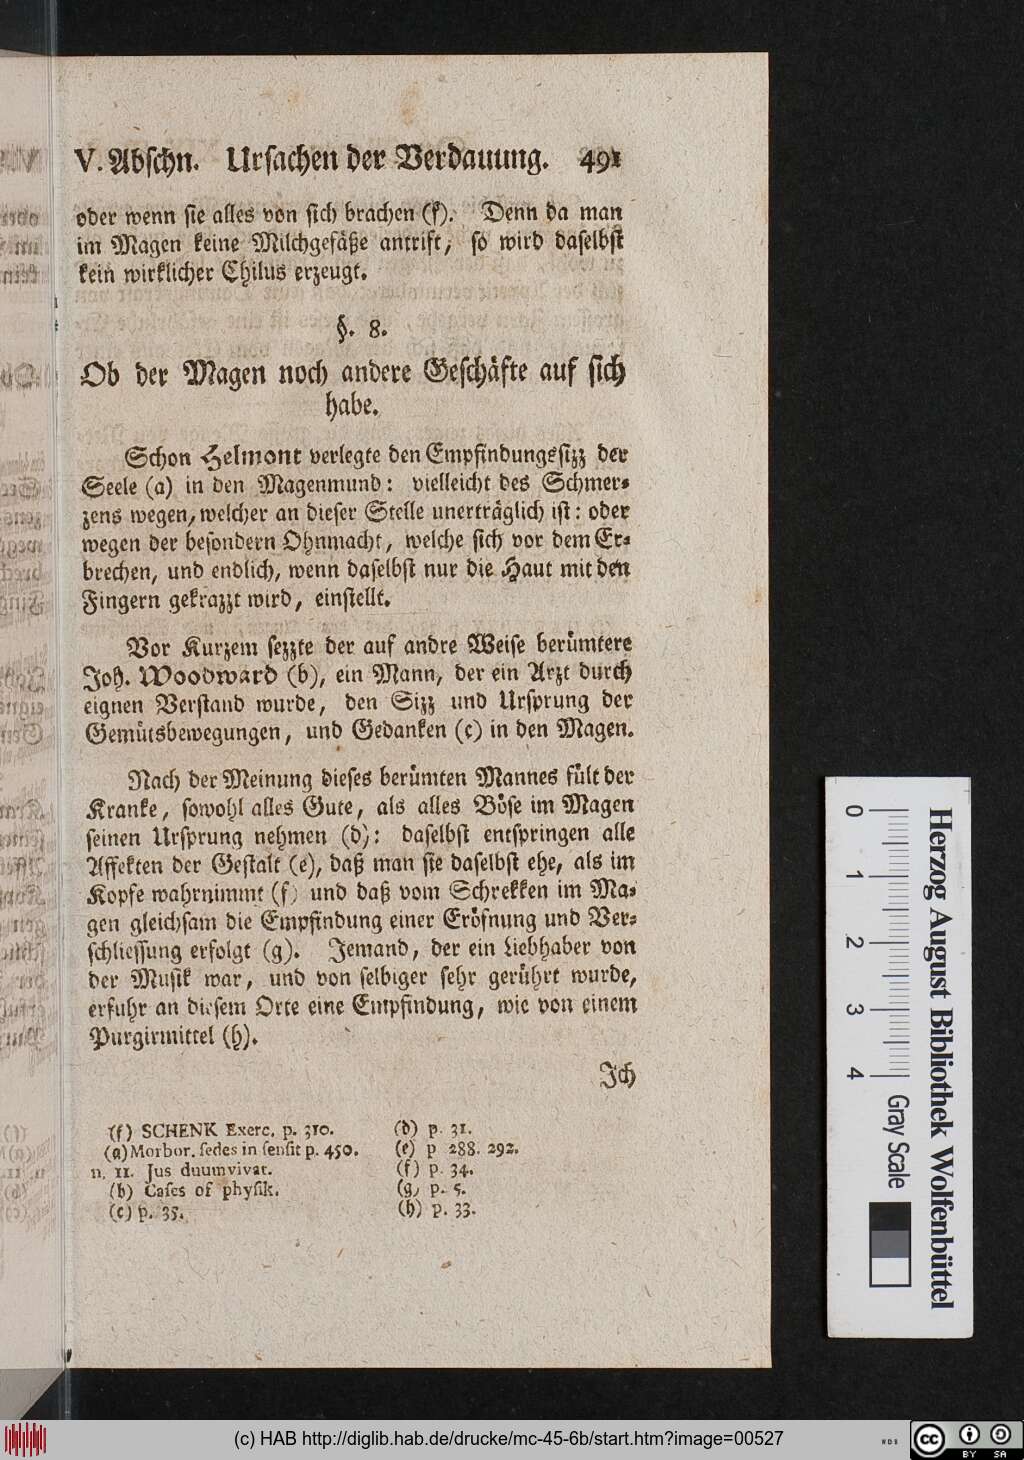 V. Abschn. Ursachen der Verdauung. 491
oder wenn sie alles von sich brachen (k). Denn da man
im Magen keine Milchgefäße antrift, so wird daselbst
kein wirklicher Chilus erzeugt.
§. 8.
Ob der Magen noch andere Geschäfte auf sich
habe.
Schon Helmont verlegte den Empfindungssizz der
Seele (a) in den Magenmund: vielleicht des Schmer-
zens wegen, welcher an dieser Stelle unerträglich ist: oder
wegen der besondern Ohnmacht, welche sich vor dem Er-
brechen, und endlich, wenn daselbst nur die Haut mit den
Fingern gekrazzt wird, einstellt.
Vor Kurzem sezzte der auf andre Weise berümtere
Joh. Woodward (b), ein Mann, der ein Arzt durch
eignen Verstand wurde, den Sizz und Ursprung der
Gemütsbewegungen, und Gedanken (c) in den Magen.
Nach der Meinung dieses berümten Mannes fült der
Kranke, sowohl alles Gute, als alles Böse im Magen
seinen Ursprung nehmen (d): daselbst entspringen alle
Affekten der Gestalt (e), daß man sie daselbst ehe, als im
Kopfe wahrnimmt (f) und daß vom Schrekken im Ma-
gen gleichsam die Empfindung einer Eröfnung und Ver-
schliessung erfolgt (g). Jemand, der ein Liebhaber von
der Musik war, und von selbiger sehr gerührt wurde,
erfuhr an diesem Orte eine Empfindung, wie von einem
Purgirmittel (h).
Ich
(k) SCHENK Exerc. p. 310.
(a) Morbor. sedes in sensit p. 450.
n. 11. Jus duumvivat.
(b) Cases of physik.
(c) p. 35.
(d) p. 31.
(e) p 288. 292.
(f) p. 34.
(g) p. 5.
(h) p. 33.
0 1 2 3 4 Gray Scale
Herzog August Bibliothek Wolfenbüttel
(c) HAB http://diglib.hab.de/drucke/mc-45-6b/start.htm?image=00527
WDB
cc BY SA